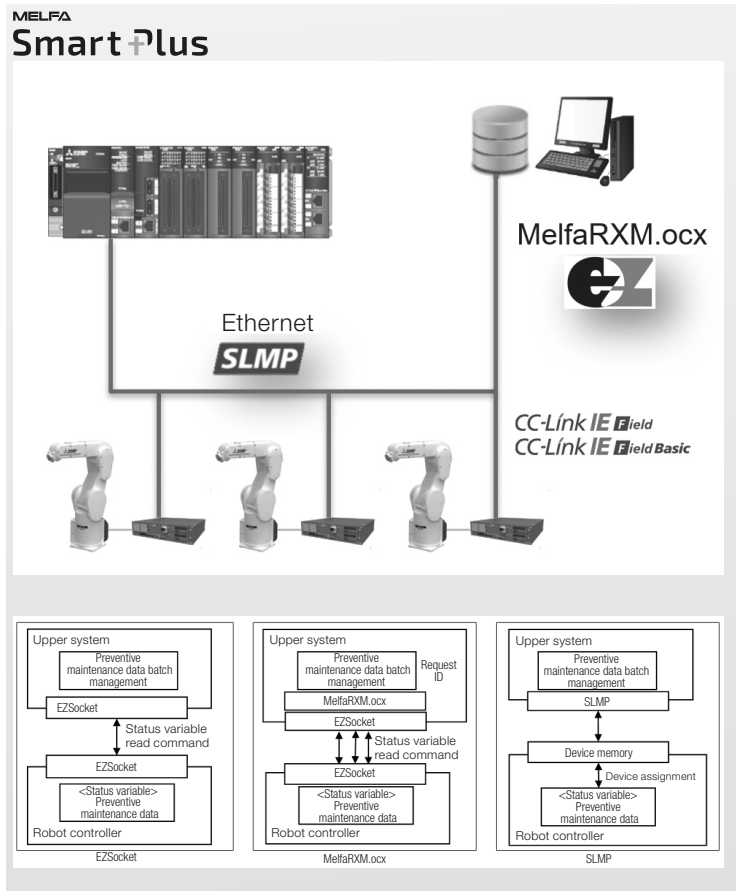 MELFA
Smart Plus
MelfaRXM.ocx
eZ
Ethernet
SLMP
CC-Línk IE Field
CC-Línk IE Field Basic
Upper system
Preventive
maintenance data batch
management
EZSocket
Status variable
read command
EZSocket
<Status variable>
Preventive
maintenance data
Robot controller
EZSocket
Upper system
Preventive
maintenance data batch
management
Request
ID
MelfaRXM.ocx
EZSocket
Status variable
read command
EZSocket
<Status variable>
Preventive
maintenance data
Robot controller
MelfaRXM.ocx
Upper system
Preventive
maintenance data batch
management
SLMP
Device memory
Device assignment
<Status variable>
Preventive
maintenance data
Robot controller
SLMP